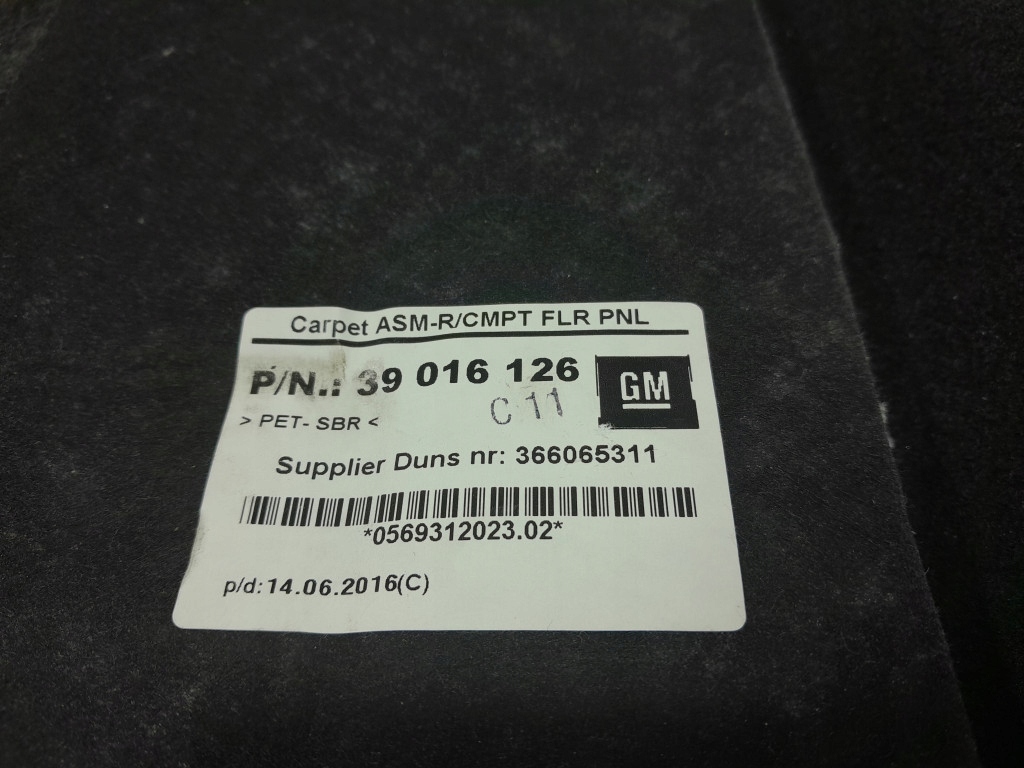 Carpet ASM-R/CMPT FLR PNL
P/N.: 39 016 126
GM
C 11
> PET- SBR <
Supplier Duns nr: 366065311
*0569312023.02*
p/d: 14.06.2016(C)